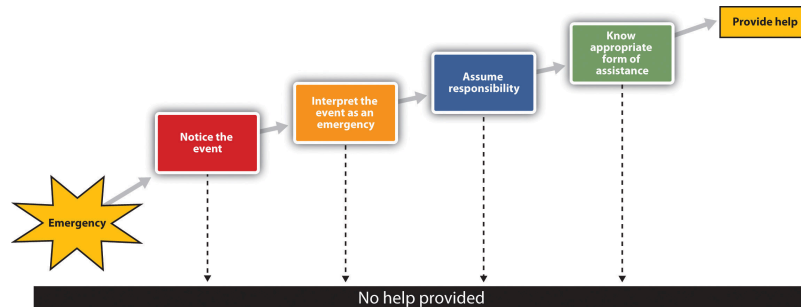 Emergency
Notice the
event
Interpret the
event as an
emergency
Assume
responsibility
Know
appropriate
form of
assistance
Provide help
No help provided